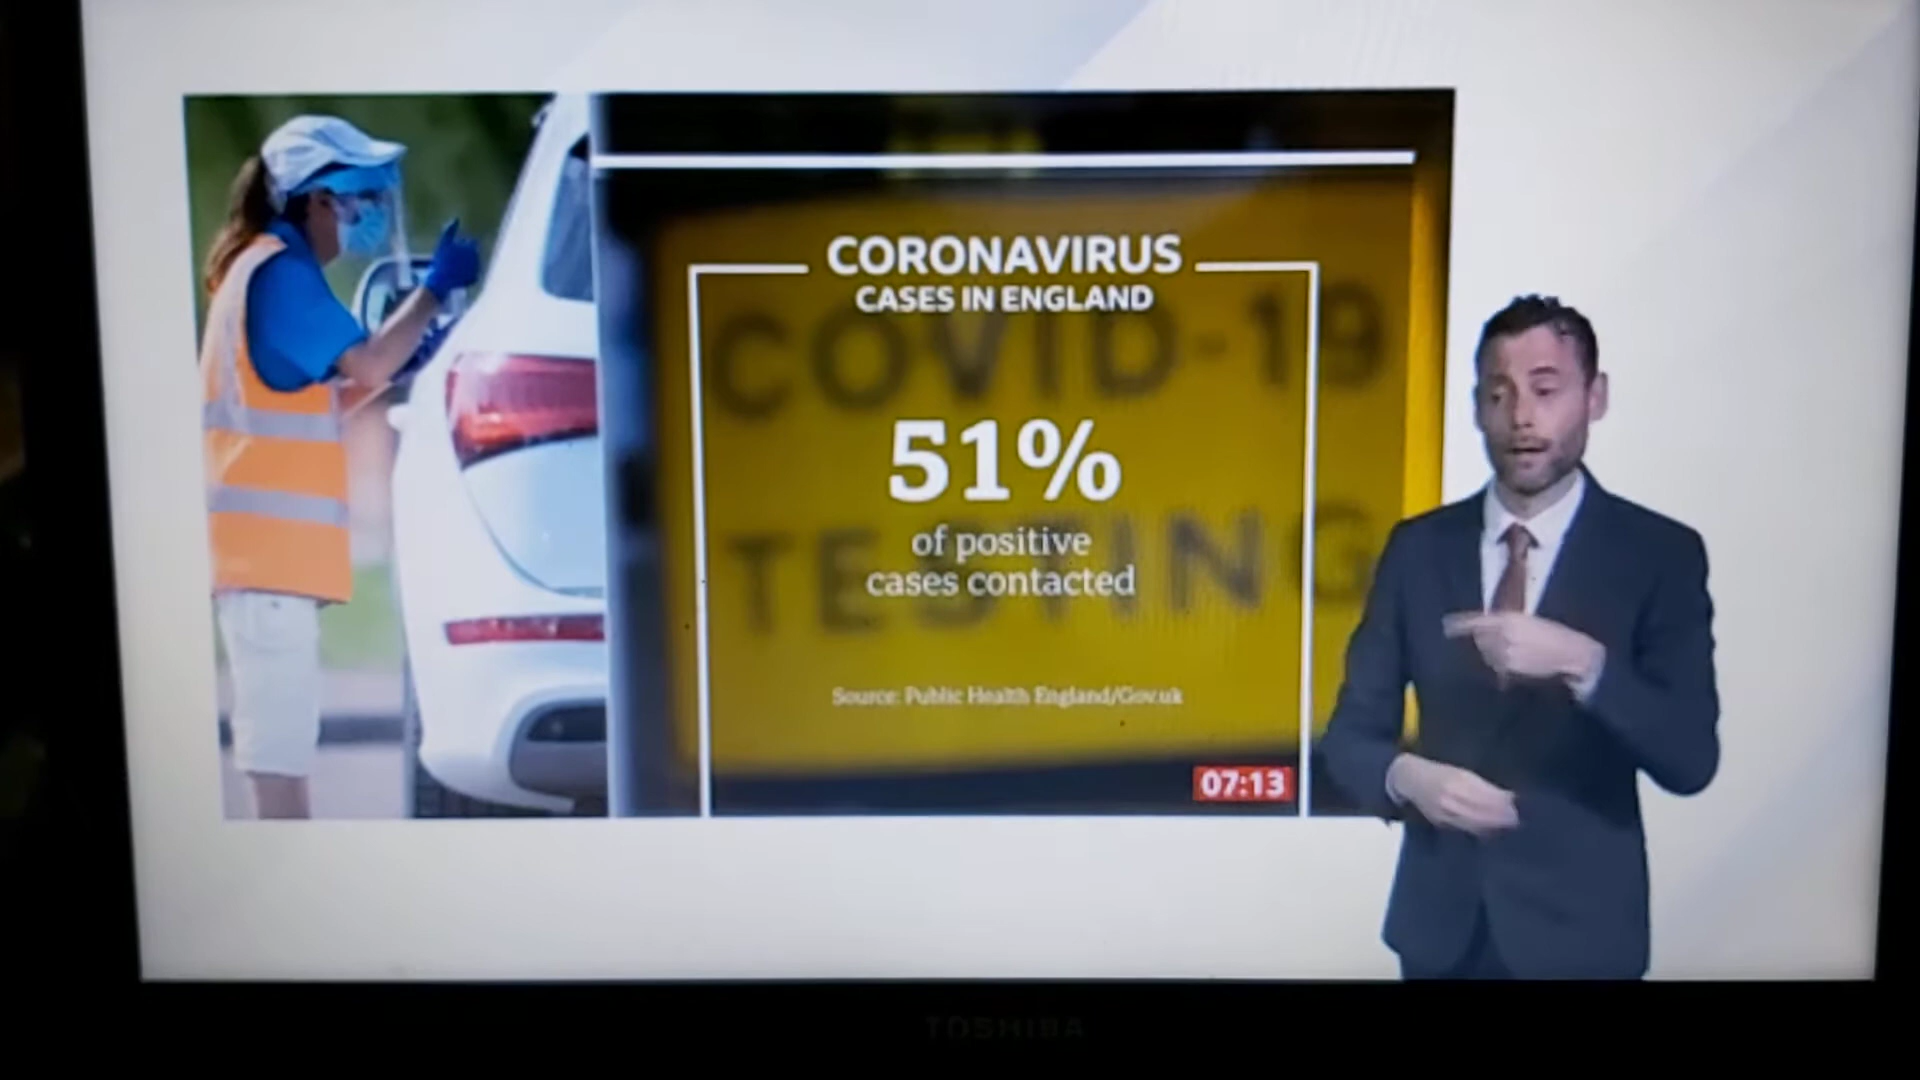 CORONAVIRUS
CASES IN ENGLAND
COVID-19
51%
of positive
cases contacted
TESTING
Source: Public Health England/Gov.uk
07:13
TOSHIBA